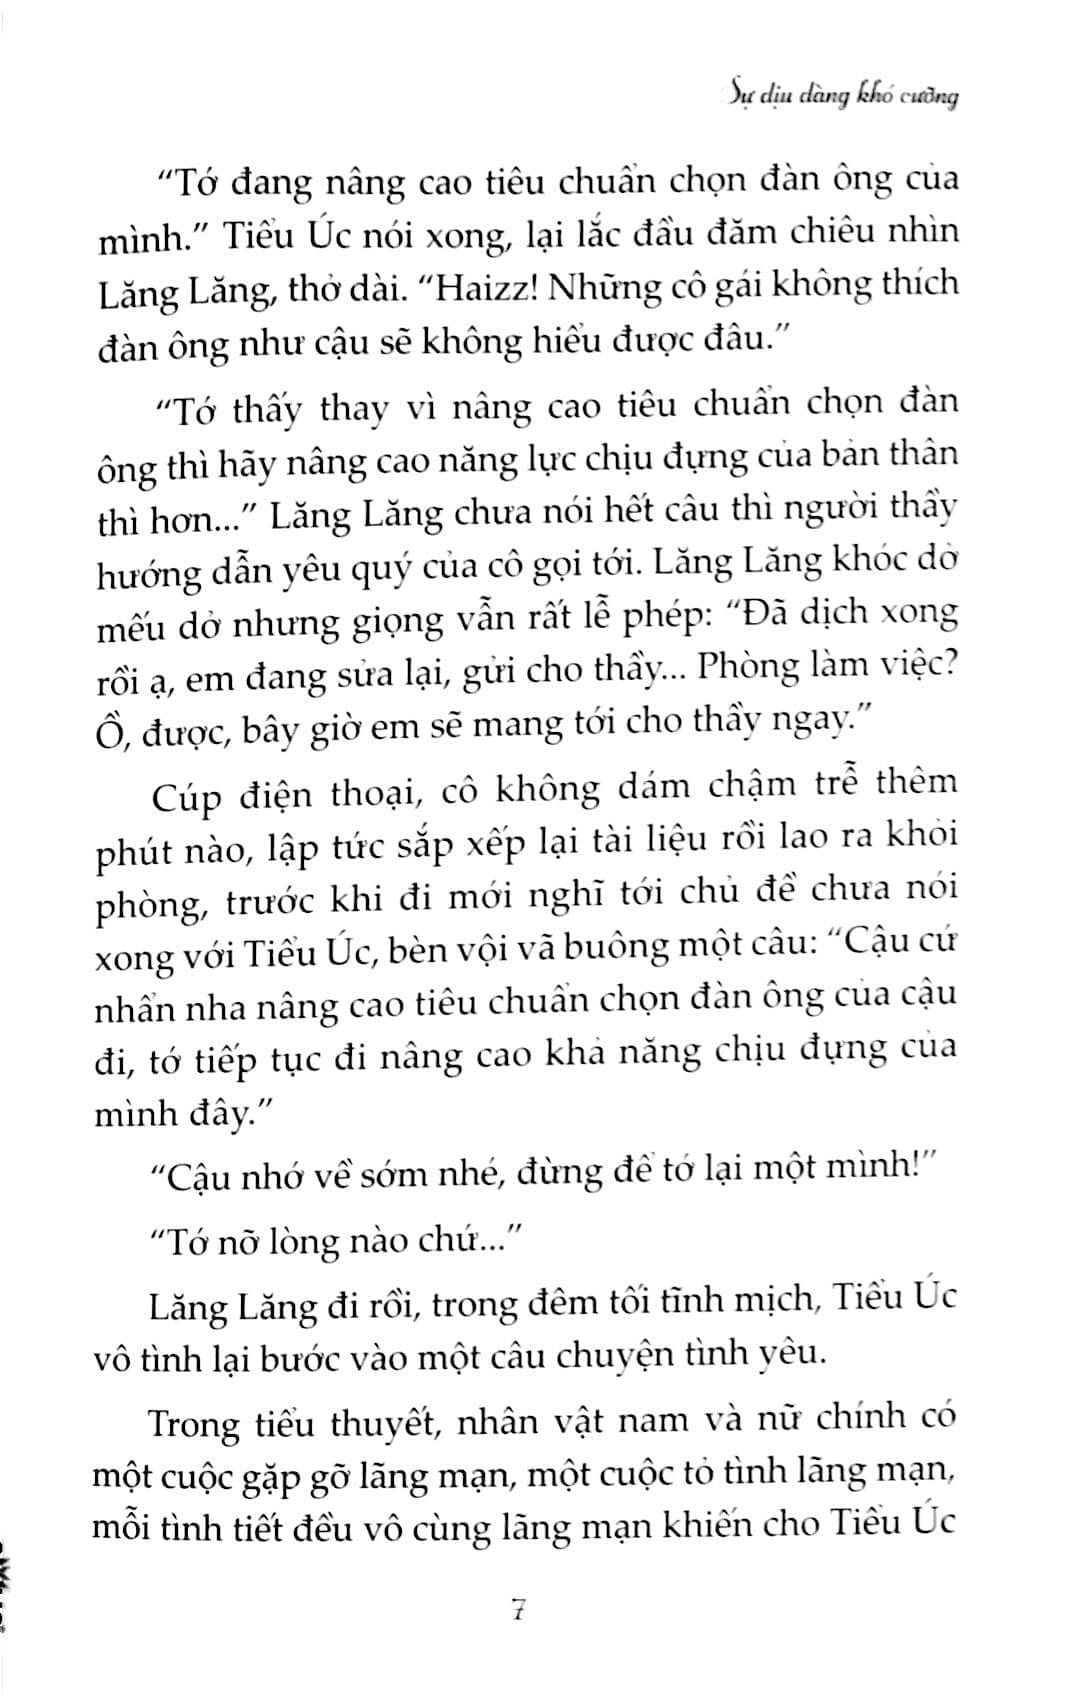 Sự dịu dàng khó cưỡng
“Tớ đang nâng cao tiêu chuẩn chọn đàn ông của
mình.” Tiểu Úc nói xong, lại lắc đầu đăm chiêu nhìn
Lăng Lăng, thở dài. “Haizz! Những cô gái không thích
đàn ông như cậu sẽ không hiểu được đâu.”
“Tớ thấy thay vì nâng cao tiêu chuẩn chọn đàn
ông thì hãy nâng cao năng lực chịu đựng của bản thân
thì hơn...” Lăng Lăng chưa nói hết câu thì người thầy
hướng dẫn yêu quý của cô gọi tới. Lăng Lăng khóc dở
mếu dở nhưng giọng vẫn rất lễ phép: “Đã dịch xong
rồi ạ, em đang sửa lại, gửi cho thầy... Phòng làm việc?
Ồ, được, bây giờ em sẽ mang tới cho thầy ngay.”
Cúp điện thoại, cô không dám chậm trễ thêm
phút nào, lập tức sắp xếp lại tài liệu rồi lao ra khỏi
phòng, trước khi đi mới nghĩ tới chủ đề chưa nói
xong với Tiểu Úc, bèn vội vã buông một câu: “Cậu cứ
nhẩn nha nâng cao tiêu chuẩn chọn đàn ông của cậu
đi, tớ tiếp tục đi nâng cao khả năng chịu đựng của
mình đây.”
“Cậu nhớ về sớm nhé, đừng để tớ lại một mình!”
“Tớ nỡ lòng nào chứ...”
Lăng Lăng đi rồi, trong đêm tối tĩnh mịch, Tiểu Úc
vô tình lại bước vào một câu chuyện tình yêu.
Trong tiểu thuyết, nhân vật nam và nữ chính có
một cuộc gặp gỡ lãng mạn, một cuộc tỏ tình lãng mạn,
mỗi tình tiết đều vô cùng lãng mạn khiến cho Tiểu Úc
7